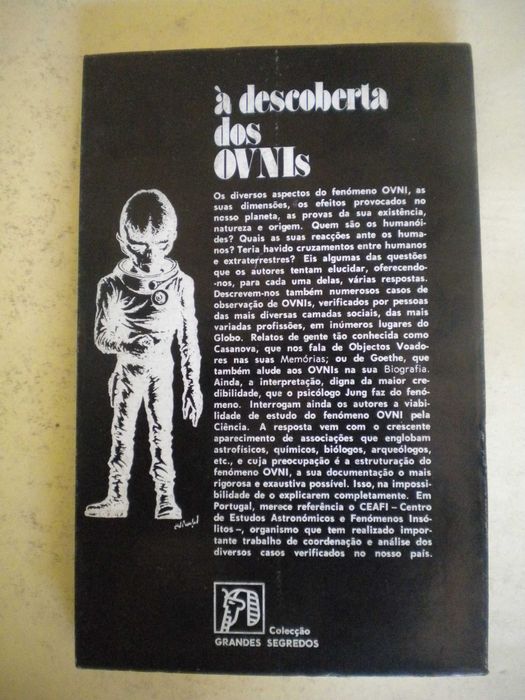 à descoberta
dos
OVNIs
Os diversos aspectos do fenómeno OVNI, as
suas dimensões, os efeitos provocados no
nosso planeta, as provas da sua existência,
natureza e origem. Quem são os humanói-
des? Quais as suas reacções ante os huma-
nos? Teria havido cruzamentos entre humanos
e extraterrestres? Eis algumas das questões
que os autores tentam elucidar, oferecendo-
-nos, para cada uma delas, várias respostas.
Descrevem-nos também numerosos casos de
observação de OVNIs, verificados por pessoas
das mais diversas camadas sociais, das mais
variadas profissões, em inúmeros lugares do
Globo. Relatos de gente tão conhecida como
Casanova, que nos fala de Objectos Voado-
res nas suas Memórias; ou de Goethe, que
também alude aos OVNIs na sua Biografia.
Ainda, a interpretação, digna da maior cre-
dibilidade, que o psicólogo Jung faz do fenó-
meno. Interrogam ainda os autores a viabi-
lidade de estudo do fenómeno OVNI pela
Ciência. A resposta vem com o crescente
aparecimento de associações que englobam
astrofísicos, químicos, biólogos, arqueólogos,
etc., e cuja preocupação é a estruturação do
fenómeno OVNI, a sua documentação o mais
rigorosa e exaustiva possível. Isso, na impossi-
bilidade de o explicarem completamente. Em
Portugal, merece referência o CEAFI – Centro
de Estudos Astronómicos e Fenómenos Insó-
litos –, organismo que tem realizado impor-
tante trabalho de coordenação e análise dos
diversos casos verificados no nosso país.
Colecção
GRANDES SEGREDOS